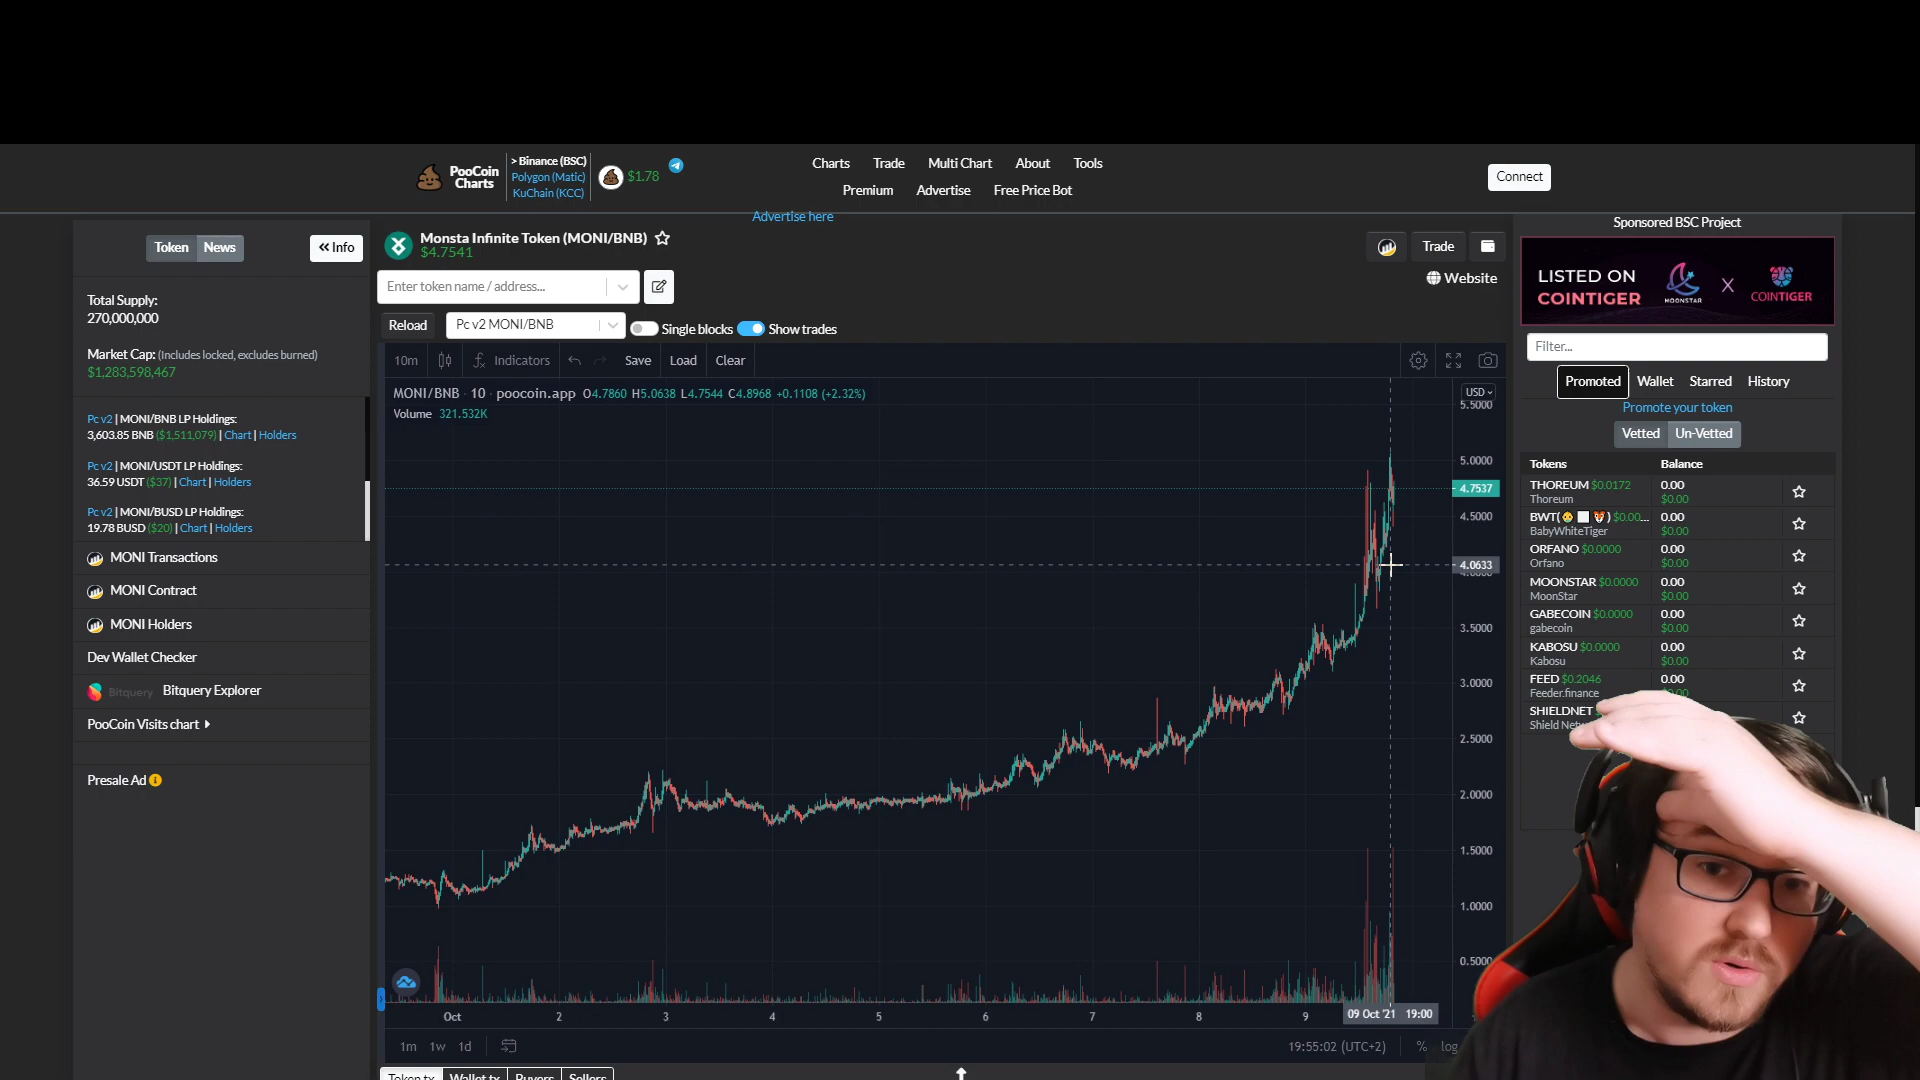 PooCoin
Charts
> Binance (BSC)
Polygon (Matic)
KuChain (KCC)
$1.78
Charts
Trade
Multi Chart
About
Tools
Premium
Advertise
Free Price Bot
Connect
Advertise here
Token
News
Info
Total Supply:
270,000,000
Market Cap: (Includes locked, excludes burned)
$1,283,598,467
Pc v2 | MONI/BNB LP Holdings:
3,603.85 BNB ($1,511,079) | Chart | Holders
Pc v2 | MONI/USDT LP Holdings:
36.59 USDT ($37) | Chart | Holders
Pc v2 | MONI/BUSD LP Holdings:
19.78 BUSD ($20) | Chart | Holders
MONI Transactions
MONI Contract
MONI Holders
Dev Wallet Checker
Bitquery
Bitquery Explorer
PooCoin Visits chart
Presale Ad
Monsta Infinite Token (MONI/BNB)
$4.7541
Trade
Website
Enter token name / address...
Reload
Pc v2 MONI/BNB
Single blocks
Show trades
10m
Indicators
Save
Load
Clear
MONI/BNB · 10 · poocoin.app O4.7860 H5.0638 L4.7544 C4.8968 +0.1108 (+2.32%)
Volume 321.532K
USD
5.5000
5.0000
4.7537
4.5000
4.0633
3.5000
3.0000
2.5000
2.0000
1.5000
1.0000
0.5000
Oct
2
3
4
5
6
7
8
9
09 Oct '21 19:00
1m
1w
1d
19:55:02 (UTC+2)
%
log
Token tx
Wallet tx
Buyers
Sellers
Sponsored BSC Project
LISTED ON
COINTIGER
MOONSTAR
X
COINTIGER
Filter...
Promoted
Wallet
Starred
History
Promote your token
Vetted
Un-Vetted
Tokens
Balance
THOREUM $0.0172
0.00
Thoreum
$0.00
BWT(😢⬜🐯) $0.00...
0.00
BabyWhiteTiger
$0.00
ORFANO $0.0000
0.00
Orfano
$0.00
MOONSTAR $0.0000
0.00
MoonStar
$0.00
GABECOIN $0.0000
0.00
gabecoin
$0.00
KABOSU $0.0000
0.00
Kabosu
$0.00
FEED $0.2046
0.00
Feeder.finance
$0.00
SHIELDNET
Shield